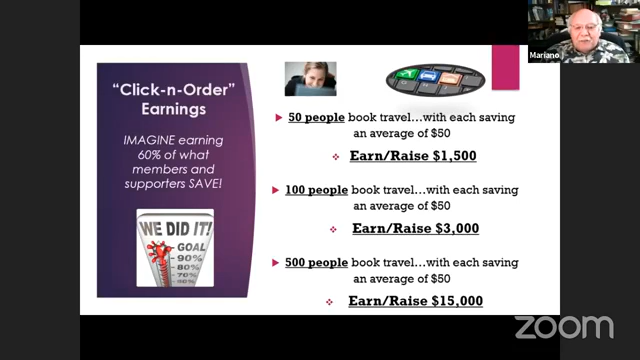 Mariano
"Click-n-Order"
Earnings
IMAGINE earning
60% of what
members and
supporters SAVE!
WE DID IT!
GOAL
90%
80%
70%
60%
50 people book travel...with each saving
an average of $50
Earn/Raise $1,500
100 people book travel...with each saving
an average of $50
Earn/Raise $3,000
500 people book travel...with each saving
an average of $50
Earn/Raise $15,000
zoom